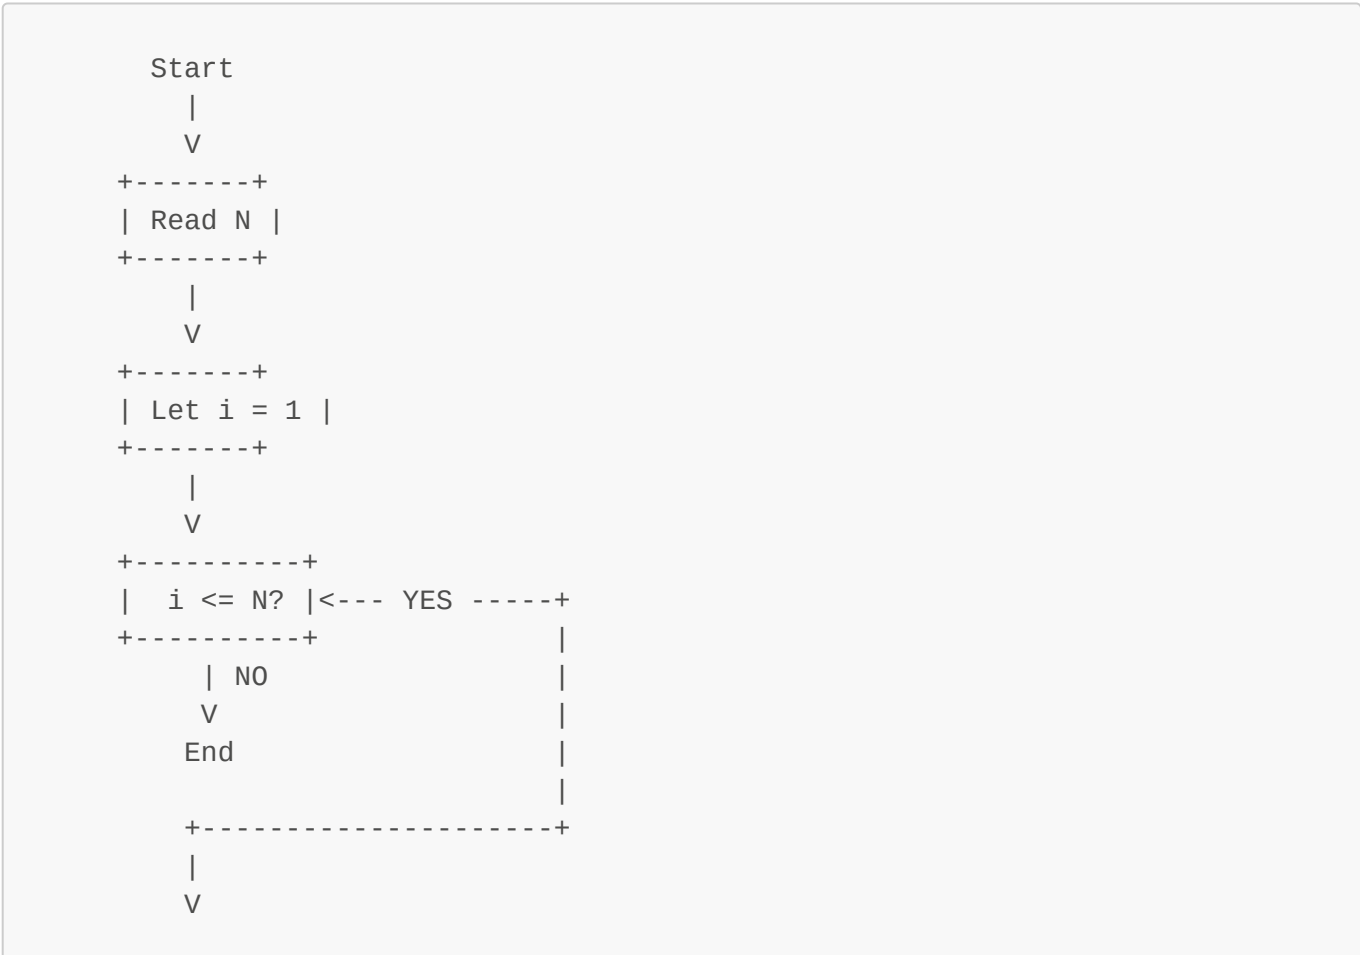 Start
            |
            V
        +-------+
        | Read N |
        +-------+
            |
            V
        +-------+
        | Let i = 1 |
        +-------+
            |
            V
        +----------+
        |  i <= N? |<--- YES -----+
        +----------+              |
             | NO                 |
             V                    |
            End                   |
                                  |
            +---------------------+
            |
            V